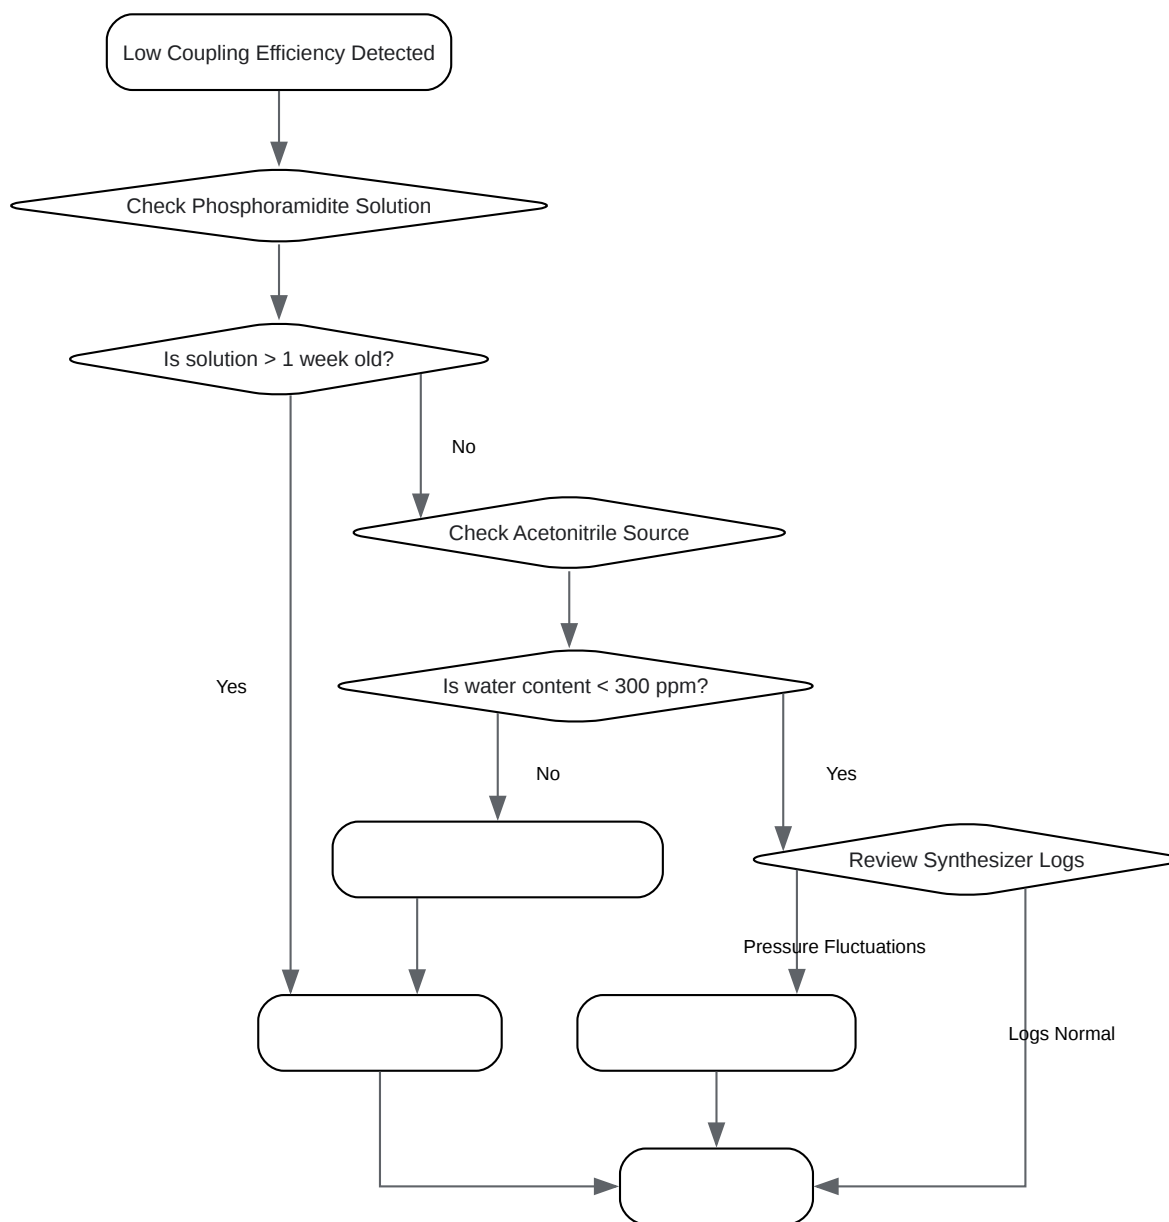 Low Coupling Efficiency Detected
Check Phosphoramidite Solution
Is solution > 1 week old?
No
Check Acetonitrile Source
Yes
Is water content < 300 ppm?
No
Yes
Review Synthesizer Logs
Pressure Fluctuations
Logs Normal